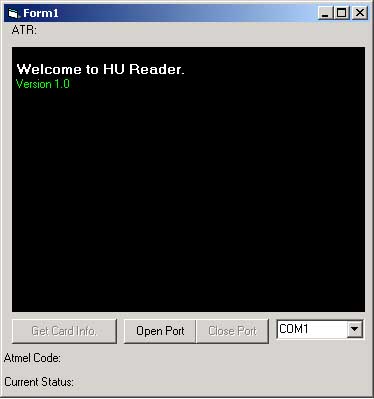 Form1
ATR:
Welcome to HU Reader.
Version 1.0
Get Card Info. Open Port Close Port COM1
Atmel Code:
Current Status: